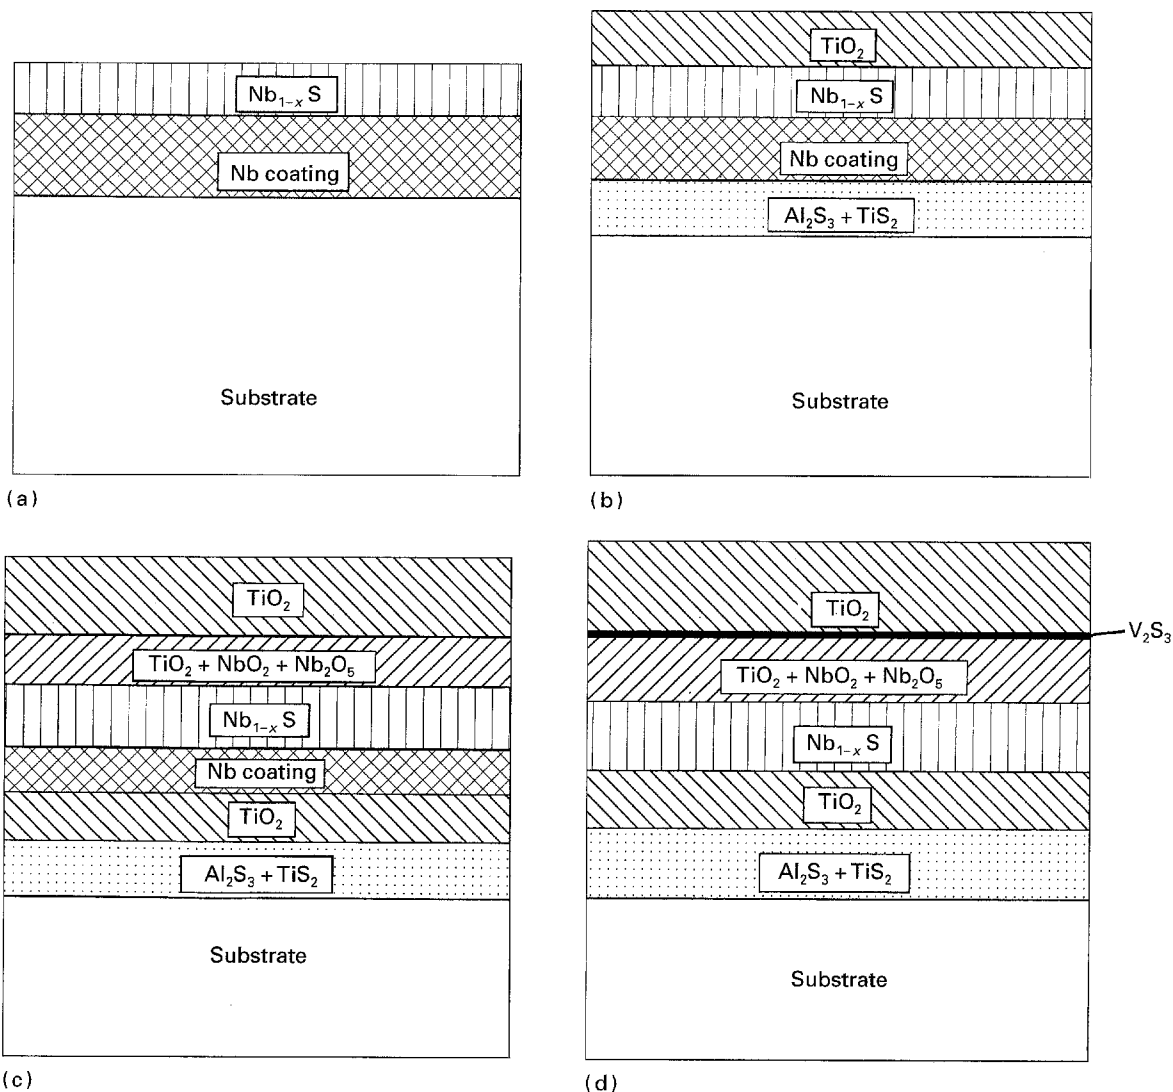 Nb₁₋ₓ S
Nb coating
Substrate
(a)
TiO₂
Nb₁₋ₓ S
Nb coating
Al₂S₃ + TiS₂
Substrate
(b)
TiO₂
TiO₂ + NbO₂ + Nb₂O₅
Nb₁₋ₓ S
Nb coating
TiO₂
Al₂S₃ + TiS₂
Substrate
(c)
TiO₂
V₂S₃
TiO₂ + NbO₂ + Nb₂O₅
Nb₁₋ₓ S
TiO₂
Al₂S₃ + TiS₂
Substrate
(d)